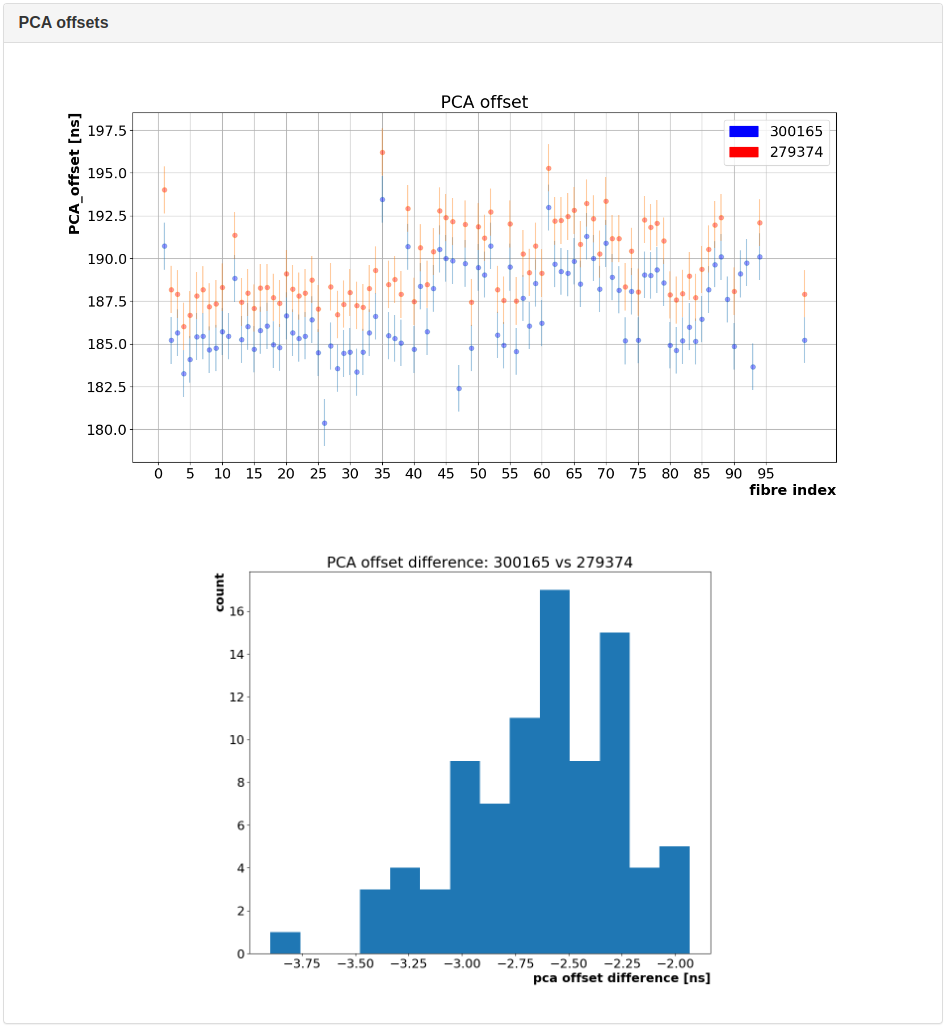 PCA offsets
PCA offset
PCA_offset [ns]
197.5
195.0
192.5
190.0
187.5
185.0
182.5
180.0
300165
279374
0 5 10 15 20 25 30 35 40 45 50 55 60 65 70 75 80 85 90 95
fibre index
PCA offset difference: 300165 vs 279374
count
16
14
12
10
8
6
4
2
0
−3.75 −3.50 −3.25 −3.00 −2.75 −2.50 −2.25 −2.00
pca offset difference [ns]